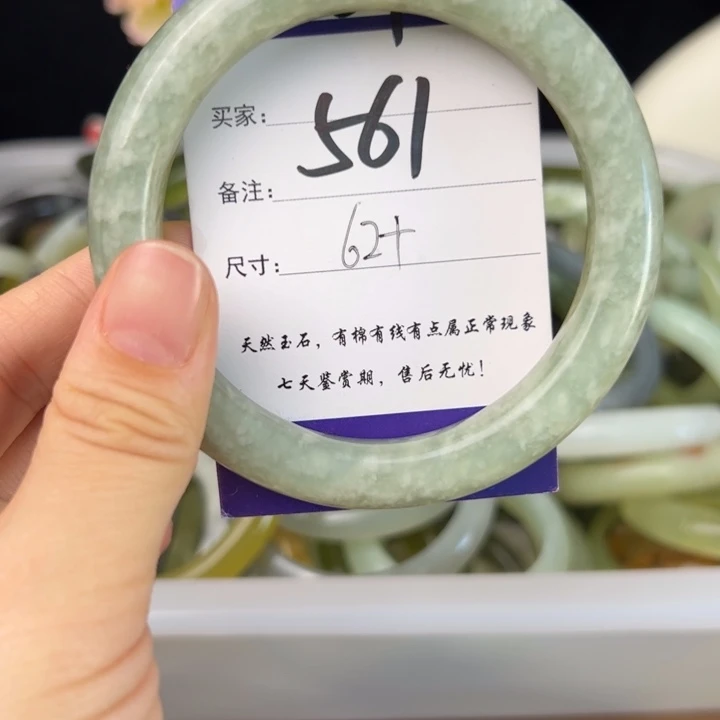 买家：561
备注：
尺寸：62+
天然玉石，有棉有线有点属正常现象
七天鉴赏期，售后无忧！